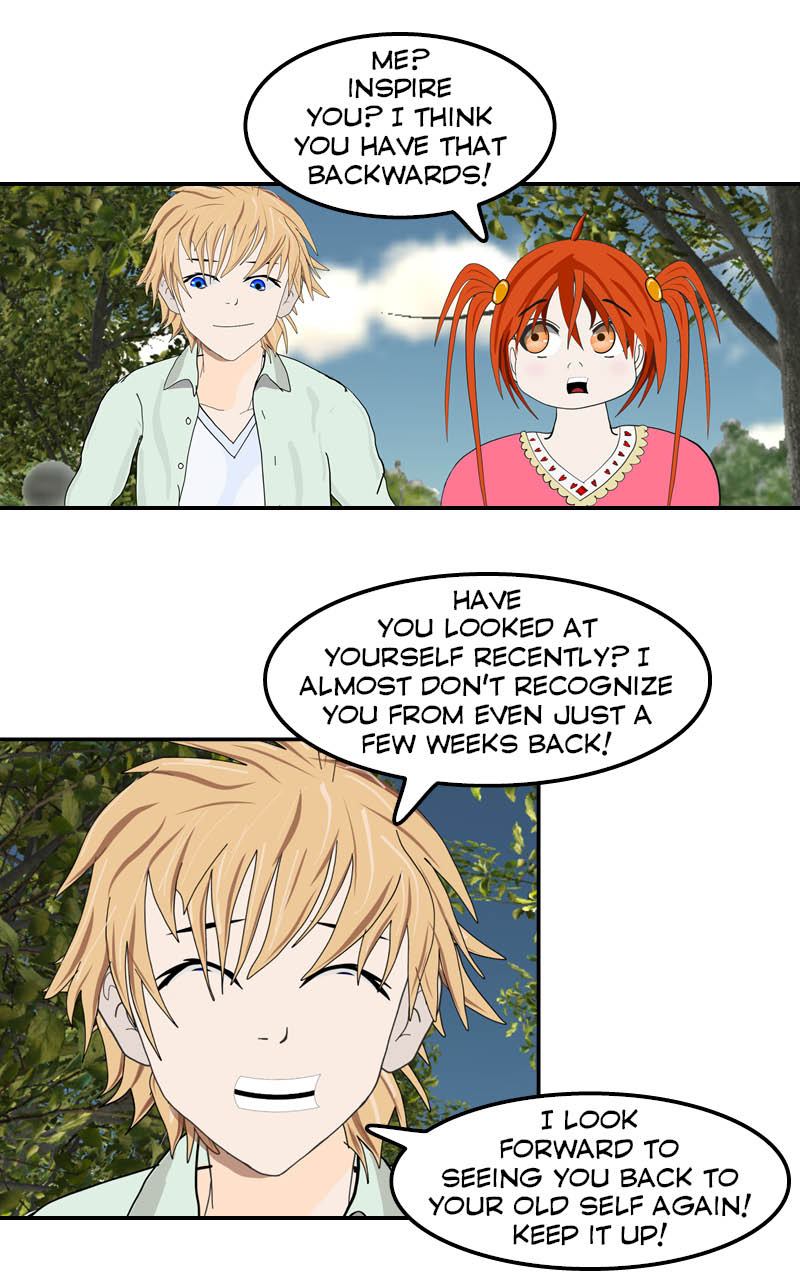 ME?
INSPIRE
YOU? I THINK
YOU HAVE THAT
BACKWARDS!
HAVE
YOU LOOKED AT
YOURSELF RECENTLY? I
ALMOST DON'T RECOGNIZE
YOU FROM EVEN JUST A
FEW WEEKS BACK!
I LOOK
FORWARD TO
SEEING YOU BACK TO
YOUR OLD SELF AGAIN!
KEEP IT UP!